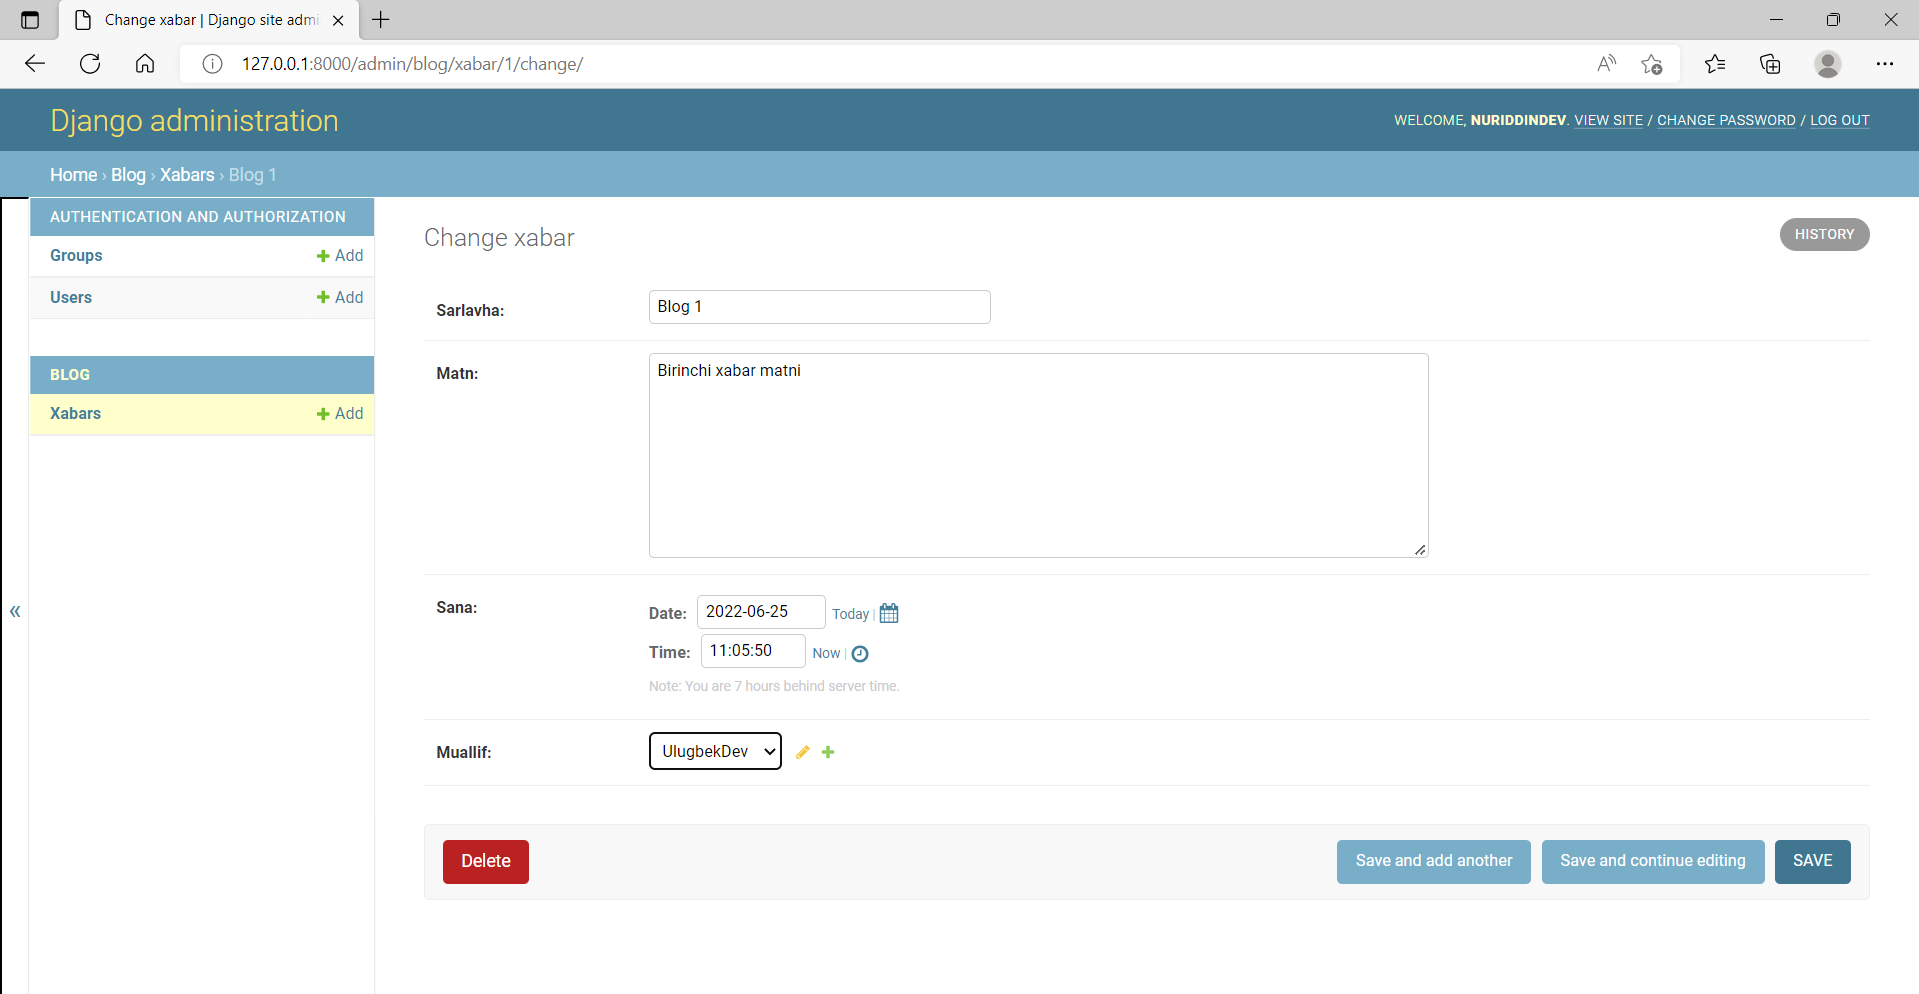 Change xabar | Django site admi
127.0.0.1:8000/admin/blog/xabar/1/change/
Django administration
WELCOME, NURIDDINDEV. VIEW SITE / CHANGE PASSWORD / LOG OUT
Home › Blog › Xabars › Blog 1
AUTHENTICATION AND AUTHORIZATION
Groups + Add
Users + Add
BLOG
Xabars + Add
«
Change xabar
HISTORY
Sarlavha: Blog 1
Matn: Birinchi xabar matni
Sana:
Date: 2022-06-25 Today |
Time: 11:05:50 Now |
Note: You are 7 hours behind server time.
Muallif: UlugbekDev
Delete Save and add another Save and continue editing SAVE